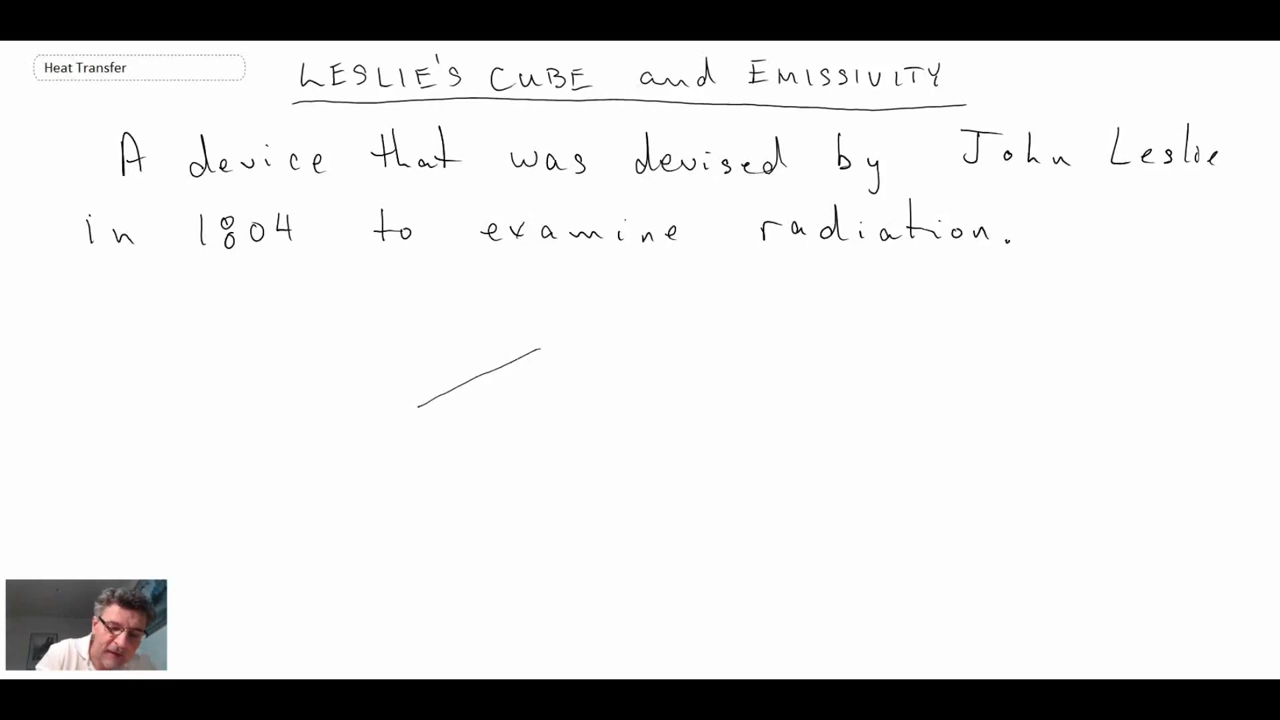 Heat Transfer
LESLIE'S CUBE and EMISSIVITY
A device that was devised by John Leslie
in 1804 to examine radiation.